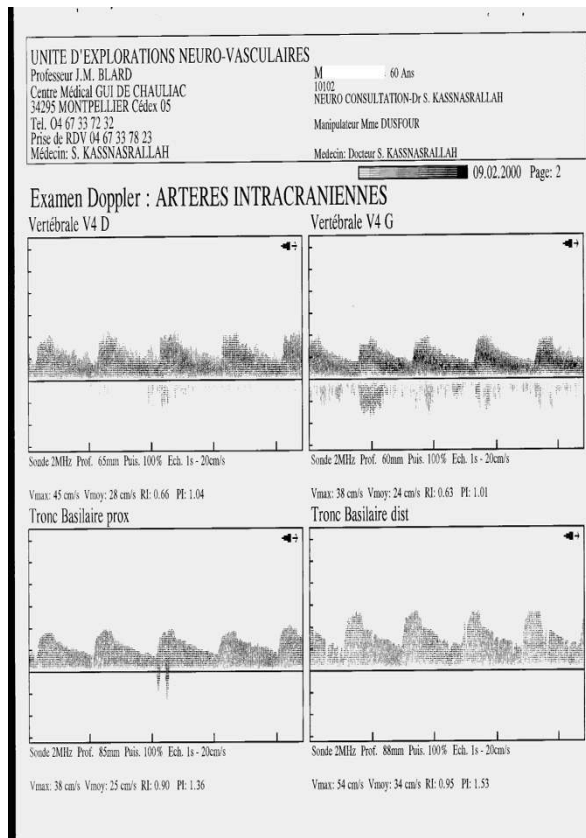 UNITE D'EXPLORATIONS NEURO-VASCULAIRES
Professeur J.M. BLARD
Centre Médical GUI DE CHAULIAC
34295 MONTPELLIER Cédex 05
Tel. 04 67 33 72 32
Prise de RDV 04 67 33 78 23
Médecin: S. KASSNASRALLAH
M 60 Ans
10102
NEURO CONSULTATION-Dr S. KASSNASRALLAH
Manipulateur Mme DUSFOUR
Medecin: Docteur S. KASSNASRALLAH
09.02.2000 Page: 2
Examen Doppler : ARTERES INTRACRANIENNES
Vertébrale V4 D
Sonde 2MHz Prof. 65mm Puis. 100% Ech. 1s - 20cm/s
Vmax: 45 cm/s Vmoy: 28 cm/s RI: 0.66 PI: 1.04
Vertébrale V4 G
Sonde 2MHz Prof. 60mm Puis. 100% Ech. 1s - 20cm/s
Vmax: 38 cm/s Vmoy: 24 cm/s RI: 0.63 PI: 1.01
Tronc Basilaire prox
Sonde 2MHz Prof. 85mm Puis. 100% Ech. 1s - 20cm/s
Vmax: 38 cm/s Vmoy: 25 cm/s RI: 0.90 PI: 1.36
Tronc Basilaire dist
Sonde 2MHz Prof. 88mm Puis. 100% Ech. 1s - 20cm/s
Vmax: 54 cm/s Vmoy: 34 cm/s RI: 0.95 PI: 1.53